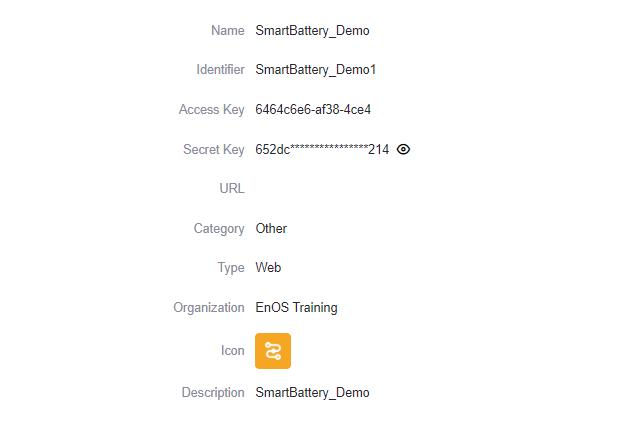 Name SmartBattery_Demo
Identifier SmartBattery_Demo1
Access Key 6464c6e6-af38-4ce4
Secret Key 652dc****************214
URL
Category Other
Type Web
Organization EnOS Training
Icon
Description SmartBattery_Demo